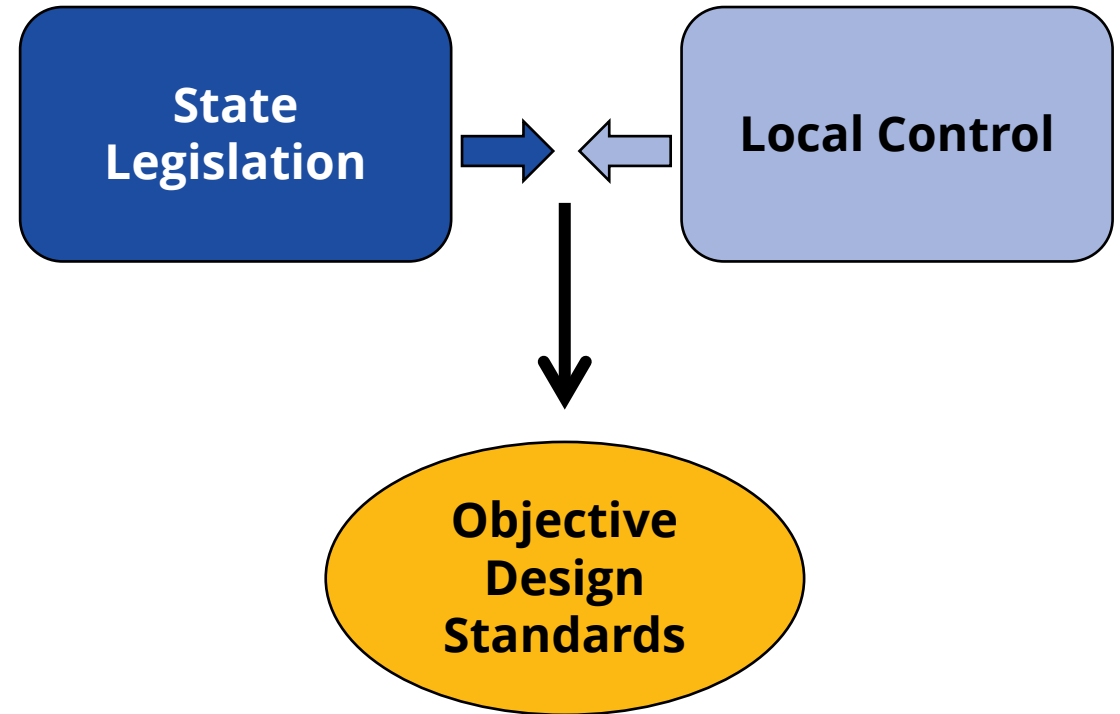 State
Legislation
Local Control
Objective
Design
Standards